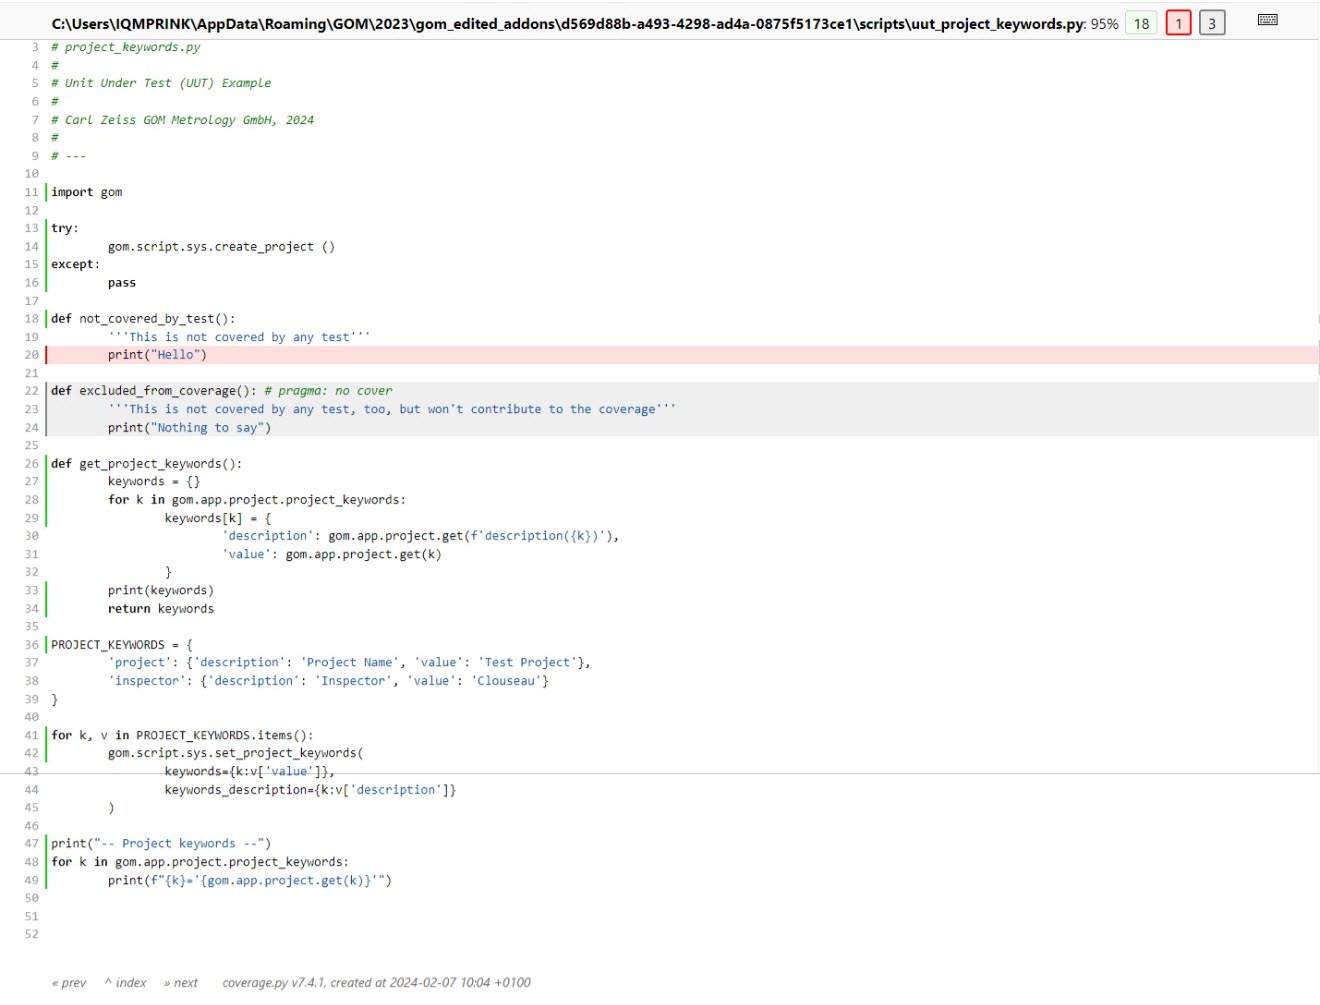 C:\Users\IQMPRINK\AppData\Roaming\GOM\2023\gom_edited_addons\d569d88b-a493-4298-ad4a-0875f5173ce1\scripts\uut_project_keywords.py: 95% 18 1 3
3 # project_keywords.py
4 #
5 # Unit Under Test (UUT) Example
6 #
7 # Carl Zeiss GOM Metrology GmbH, 2024
8 #
9 # ---
10
11 import gom
12
13 try:
14 gom.script.sys.create_project ()
15 except:
16 pass
17
18 def not_covered_by_test():
19 '''This is not covered by any test'''
20 print("Hello")
21
22 def excluded_from_coverage(): # pragma: no cover
23 '''This is not covered by any test, too, but won't contribute to the coverage'''
24 print("Nothing to say")
25
26 def get_project_keywords():
27 keywords = {}
28 for k in gom.app.project.project_keywords:
29 keywords[k] = {
30 'description': gom.app.project.get(f'description({k})'),
31 'value': gom.app.project.get(k)
32 }
33 print(keywords)
34 return keywords
35
36 PROJECT_KEYWORDS = {
37 'project': {'description': 'Project Name', 'value': 'Test Project'},
38 'inspector': {'description': 'Inspector', 'value': 'Clouseau'}
39 }
40
41 for k, v in PROJECT_KEYWORDS.items():
42 gom.script.sys.set_project_keywords(
43 keywords={k:v['value']},
44 keywords_description={k:v['description']}
45 )
46
47 print("-- Project keywords --")
48 for k in gom.app.project.project_keywords:
49 print(f"{k}='{gom.app.project.get(k)}'")
50
51
52
« prev ^ index » next coverage.py v7.4.1, created at 2024-02-07 10:04 +0100